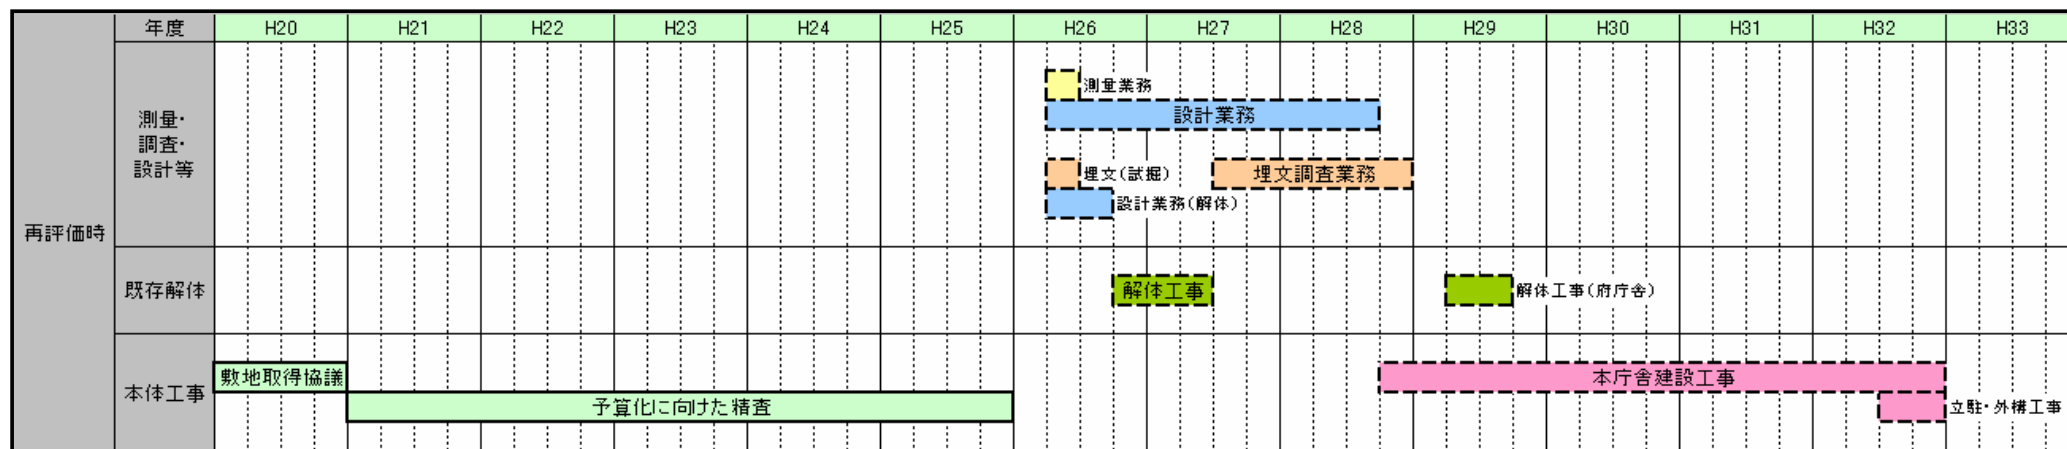 年度 H20 H21 H22 H23 H24 H25 H26 H27 H28 H29 H30 H31 H32 H33
再評価時
測量・
調査・
設計等
測量業務
設計業務
埋文(試掘)
埋文調査業務
設計業務(解体)
既存解体
解体工事
解体工事(府庁舎)
本体工事
敷地取得協議
本庁舎建設工事
予算化に向けた精査
立駐・外構工事